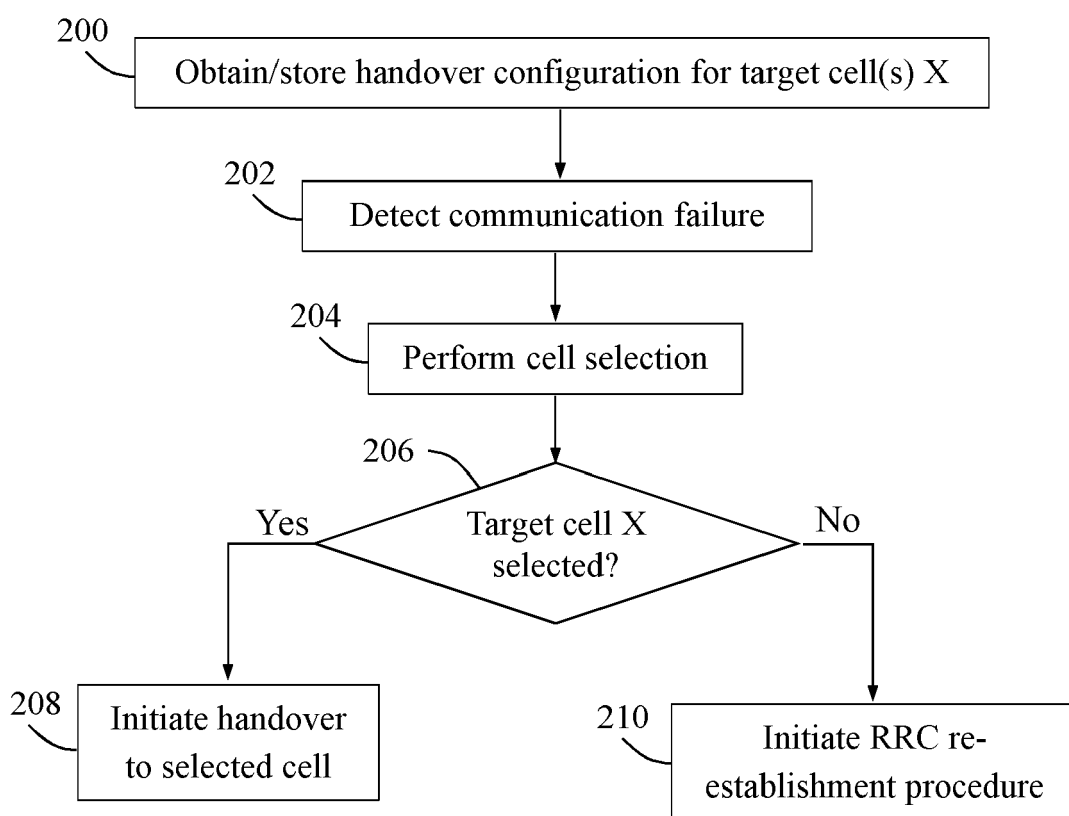 200
Obtain/store handover configuration for target cell(s) X
202
Detect communication failure
204
Perform cell selection
206
Yes
Target cell X
selected?
No
208
Initiate handover
to selected cell
210
Initiate RRC re-
establishment procedure